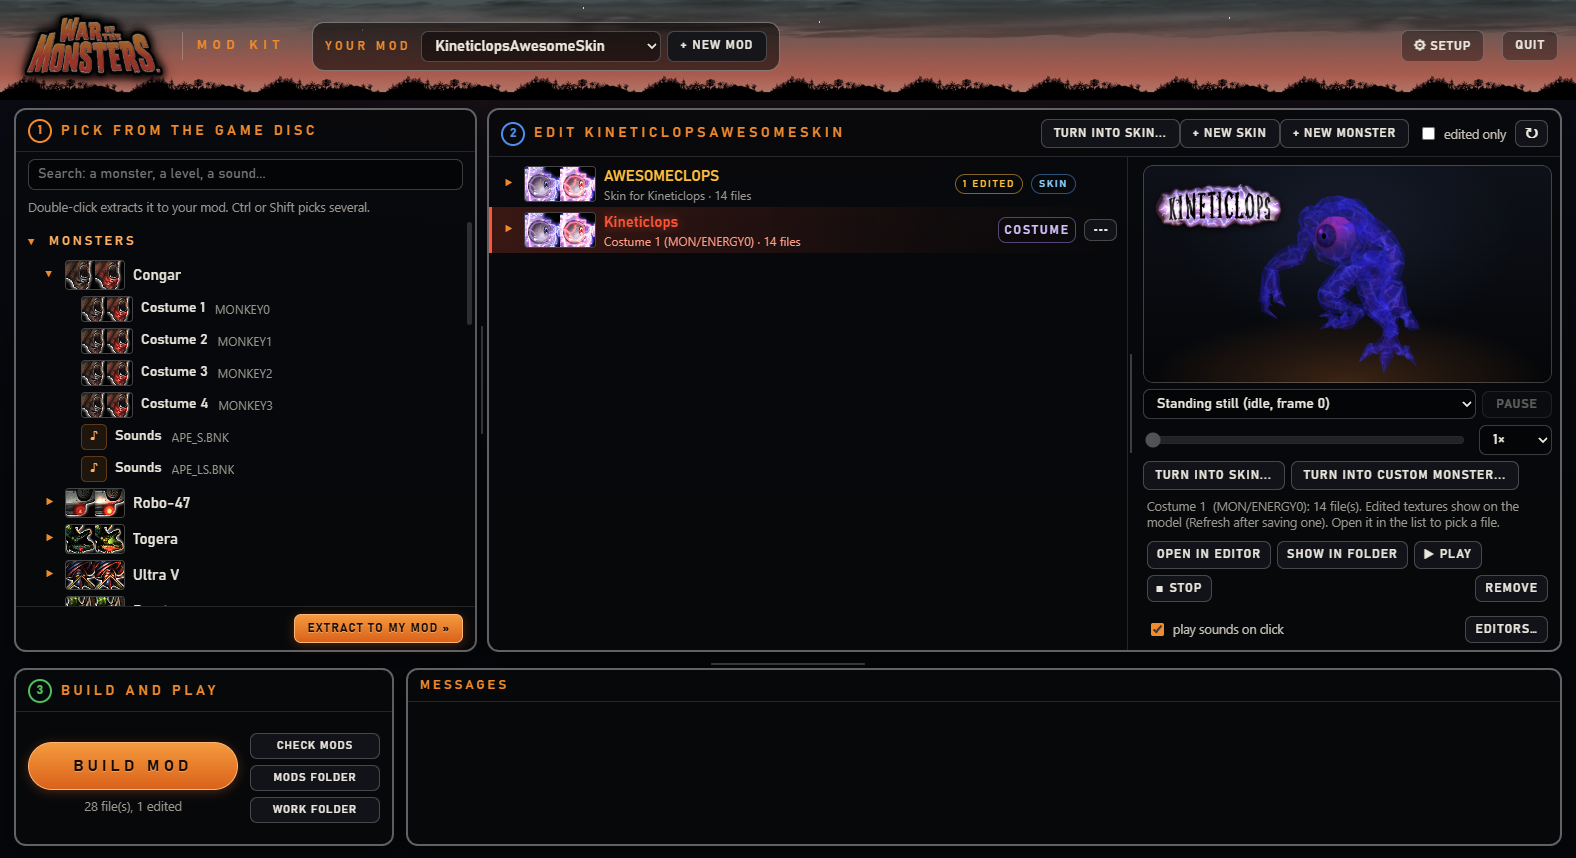 WAR OF THE MONSTERS.
MOD KIT
YOUR MOD
KineticlopsAwesomeSkin
+ NEW MOD
⚙ SETUP
QUIT
1 PICK FROM THE GAME DISC
Search: a monster, a level, a sound...
Double-click extracts it to your mod. Ctrl or Shift picks several.
MONSTERS
Congar
Costume 1 MONKEY0
Costume 2 MONKEY1
Costume 3 MONKEY2
Costume 4 MONKEY3
Sounds APE_S.BNK
Sounds APE_LS.BNK
Robo-47
Togera
Ultra V
EXTRACT TO MY MOD »
2 EDIT KINETICLOPSAWESOMESKIN
TURN INTO SKIN...
+ NEW SKIN
+ NEW MONSTER
edited only
↻
AWESOMECLOPS
Skin for Kineticlops · 14 files
1 EDITED
SKIN
Kineticlops
Costume 1 (MON/ENERGY0) · 14 files
COSTUME
---
KINETICLOPS
Standing still (idle, frame 0)
PAUSE
1×
TURN INTO SKIN...
TURN INTO CUSTOM MONSTER...
Costume 1 (MON/ENERGY0): 14 file(s). Edited textures show on the
model (Refresh after saving one). Open it in the list to pick a file.
OPEN IN EDITOR
SHOW IN FOLDER
▶ PLAY
■ STOP
REMOVE
play sounds on click
EDITORS…
3 BUILD AND PLAY
BUILD MOD
28 file(s), 1 edited
CHECK MODS
MODS FOLDER
WORK FOLDER
MESSAGES